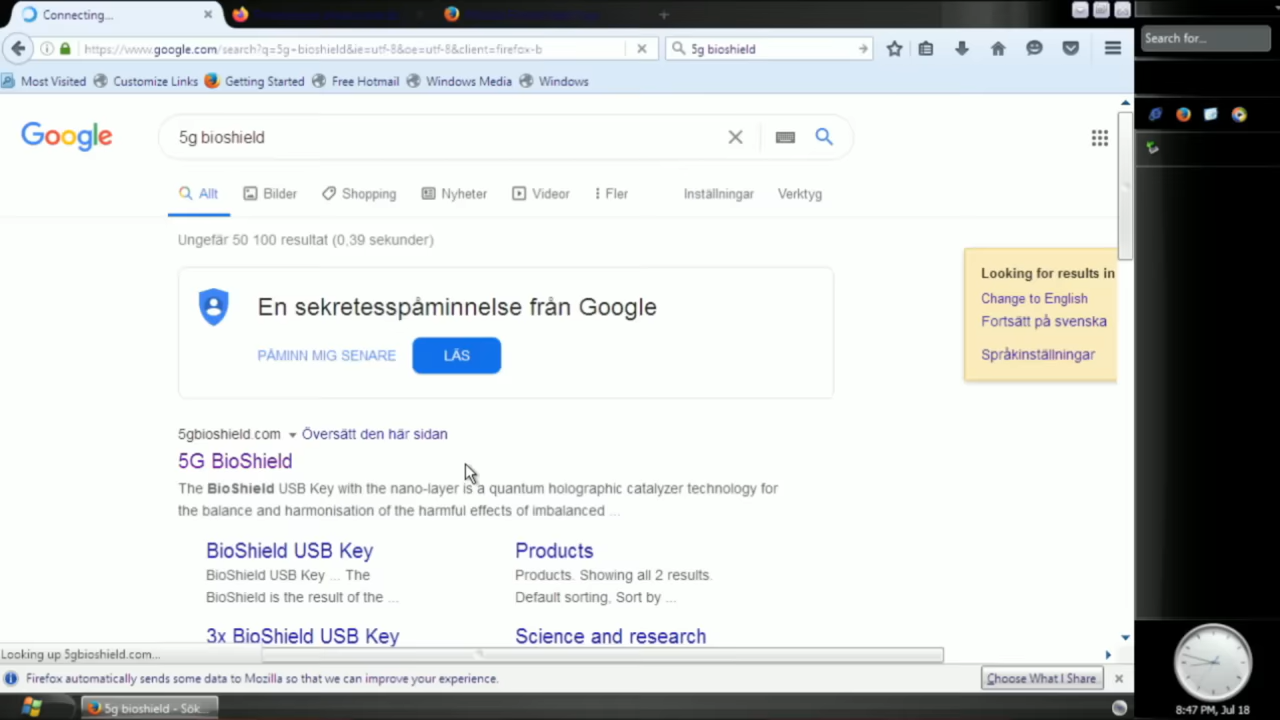 Connecting...
https://www.google.com/search?q=5g+bioshield&ie=utf-8&oe=utf-8&client=firefox-b
5g bioshield
Search for...
Most Visited Customize Links Getting Started Free Hotmail Windows Media Windows
Google
5g bioshield
Allt Bilder Shopping Nyheter Videor Fler Inställningar Verktyg
Ungefär 50 100 resultat (0,39 sekunder)
En sekretesspåminnelse från Google
PÅMINN MIG SENARE LÄS
Looking for results in
Change to English
Fortsätt på svenska
Språkinställningar
5gbioshield.com Översätt den här sidan
5G BioShield
The BioShield USB Key with the nano-layer is a quantum holographic catalyzer technology for
the balance and harmonisation of the harmful effects of imbalanced ...
BioShield USB Key
BioShield USB Key ... The
BioShield is the result of the ...
Products
Products. Showing all 2 results.
Default sorting, Sort by ...
3x BioShield USB Key
Science and research
Looking up 5gbioshield.com...
Firefox automatically sends some data to Mozilla so that we can improve your experience.
Choose What I Share
5g bioshield - Sök...
8:47 PM, Jul 18